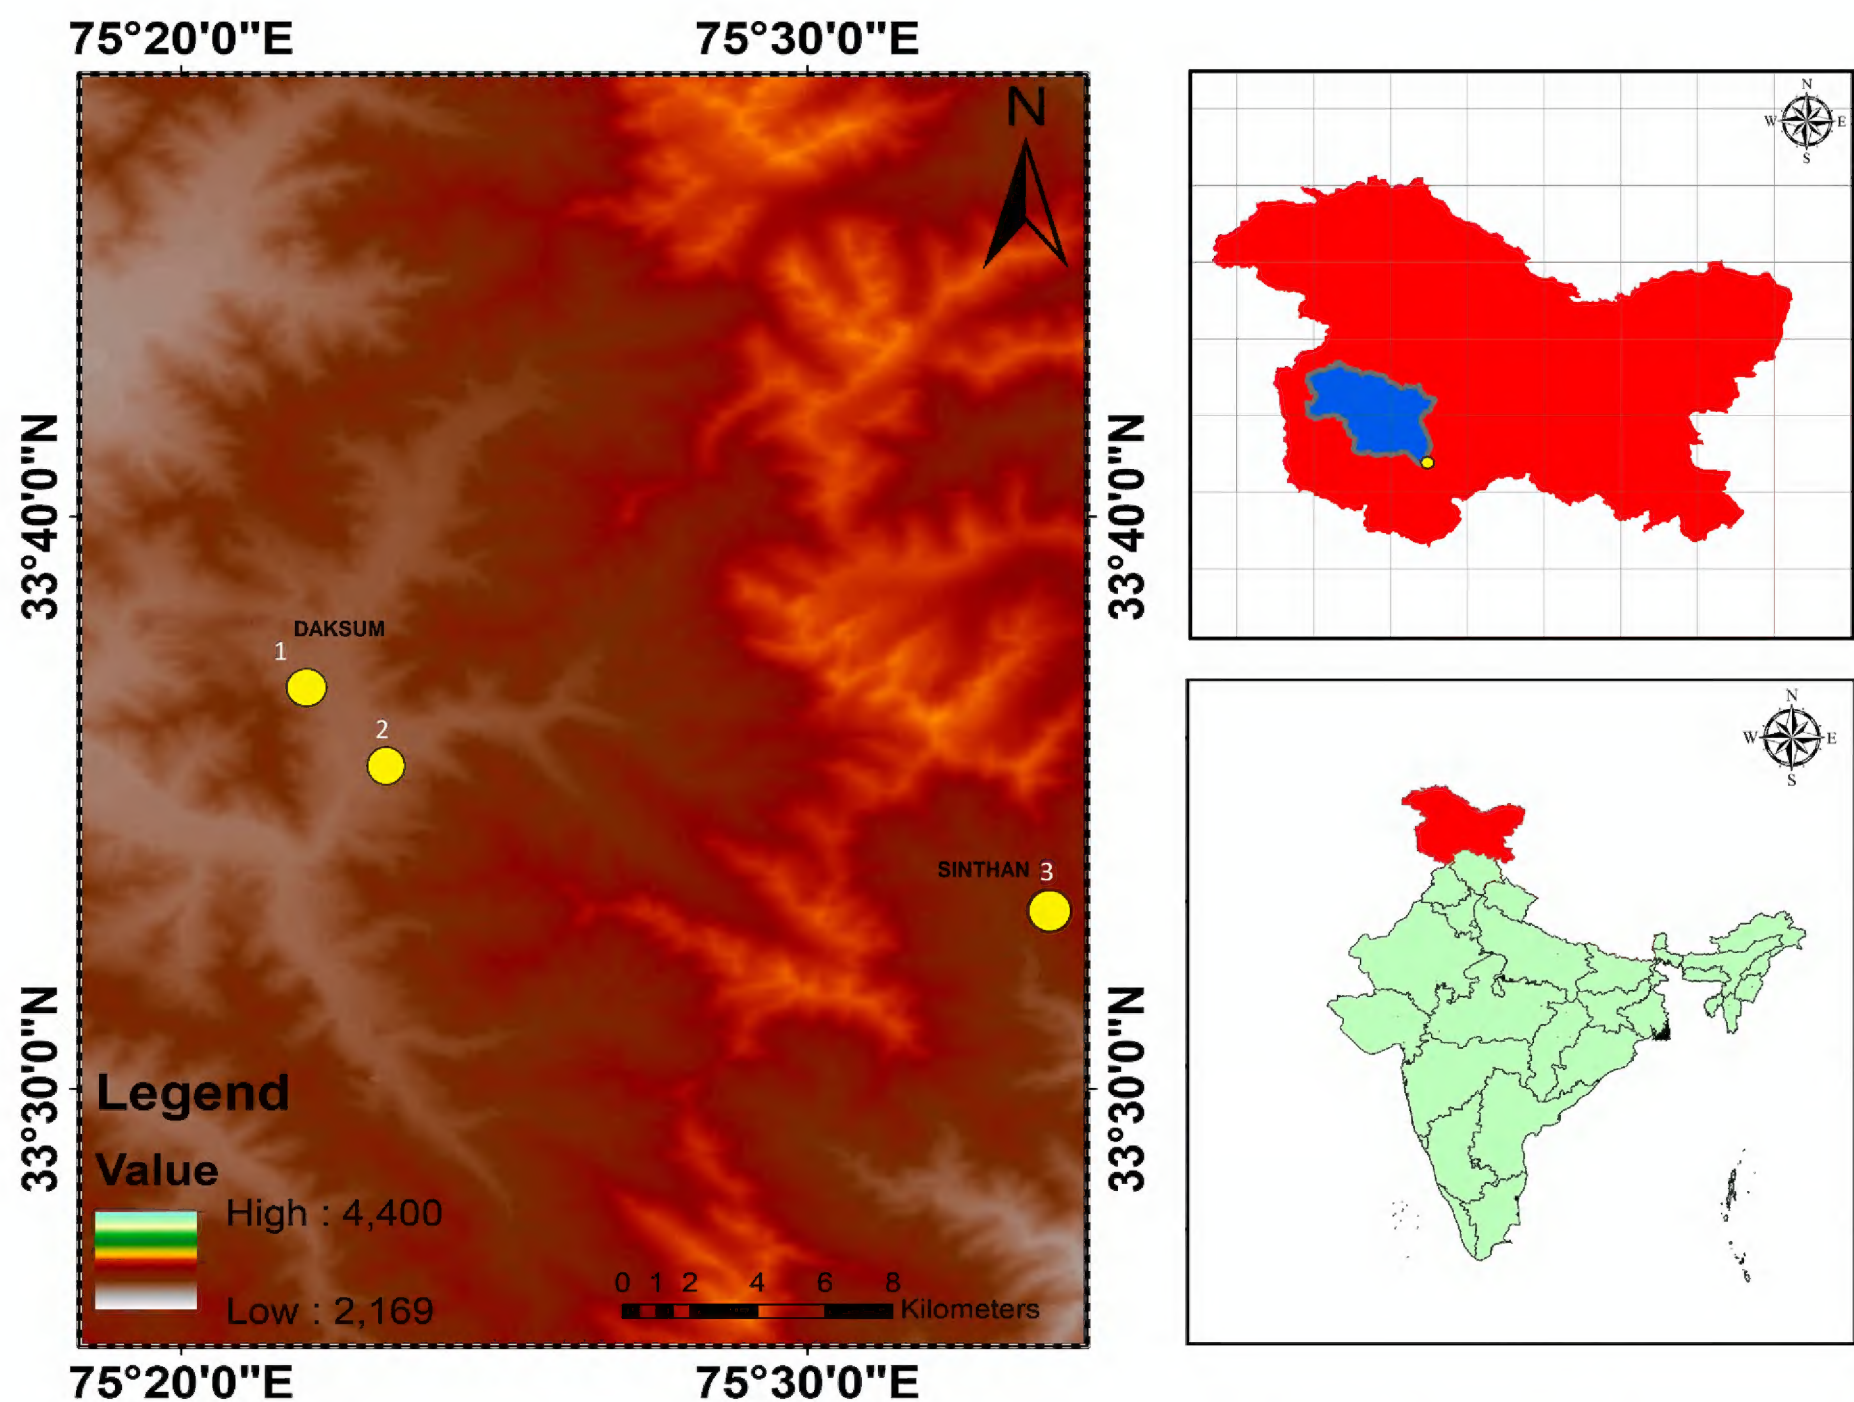 75°20'0"E 75°30'0"E
N
33°40'0"N 33°40'0"N
DAKSUM
1
2
SINTHAN 3
33°30'0"N 33°30'0"N
Legend
Value
High : 4,400
Low : 2,169
0 1 2 4 6 8
Kilometers
75°20'0"E 75°30'0"E
N
W E
S
N
W E
S